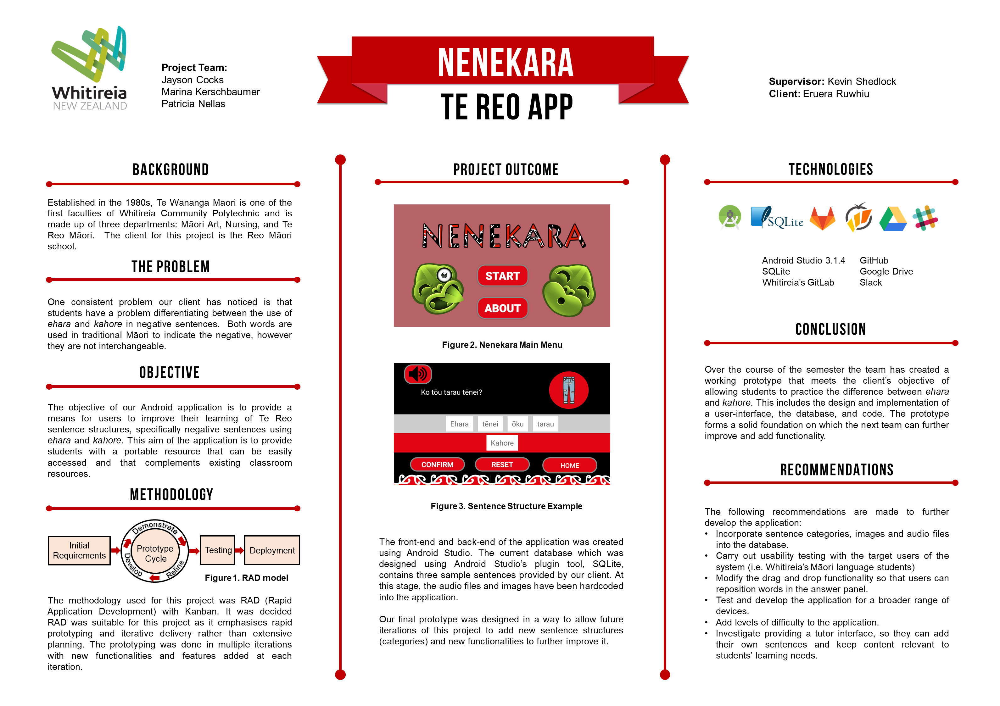 Whitireia
NEW ZEALAND
Project Team:
Jayson Cocks
Marina Kerschbaumer
Patricia Nellas
NENEKARA
TE REO APP
Supervisor: Kevin Shedlock
Client: Eruera Ruwhiu
BACKGROUND
Established in the 1980s, Te Wānanga Māori is one of the
first faculties of Whitireia Community Polytechnic and is
made up of three departments: Māori Art, Nursing, and Te
Reo Māori. The client for this project is the Reo Māori
school.
THE PROBLEM
One consistent problem our client has noticed is that
students have a problem differentiating between the use of
ehara and kahore in negative sentences. Both words are
used in traditional Māori to indicate the negative, however
they are not interchangeable.
OBJECTIVE
The objective of our Android application is to provide a
means for users to improve their learning of Te Reo
sentence structures, specifically negative sentences using
ehara and kahore. This aim of the application is to provide
students with a portable resource that can be easily
accessed and that complements existing classroom
resources.
METHODOLOGY
Initial
Requirements
Demonstrate
Refine
Develop
Prototype
Cycle
Testing
Deployment
Figure 1. RAD model
The methodology used for this project was RAD (Rapid
Application Development) with Kanban. It was decided
RAD was suitable for this project as it emphasises rapid
prototyping and iterative delivery rather than extensive
planning. The prototyping was done in multiple iterations
with new functionalities and features added at each
iteration.
PROJECT OUTCOME
NENEKARA
START
ABOUT
Figure 2. Nenekara Main Menu
Ko tōu tarau tēnei?
Ehara tēnei ōku tarau
Kahore
CONFIRM RESET HOME
Figure 3. Sentence Structure Example
The front-end and back-end of the application was created
using Android Studio. The current database which was
designed using Android Studio's plugin tool, SQLite,
contains three sample sentences provided by our client. At
this stage, the audio files and images have been hardcoded
into the application.
Our final prototype was designed in a way to allow future
iterations of this project to add new sentence structures
(categories) and new functionalities to further improve it.
TECHNOLOGIES
SQLite
Android Studio 3.1.4
SQLite
Whitireia's GitLab
GitHub
Google Drive
Slack
CONCLUSION
Over the course of the semester the team has created a
working prototype that meets the client's objective of
allowing students to practice the difference between ehara
and kahore. This includes the design and implementation of
a user-interface, the database, and code. The prototype
forms a solid foundation on which the next team can further
improve and add functionality.
RECOMMENDATIONS
The following recommendations are made to further
develop the application:
• Incorporate sentence categories, images and audio files
into the database.
• Carry out usability testing with the target users of the
system (i.e. Whitireia's Māori language students)
• Modify the drag and drop functionality so that users can
reposition words in the answer panel.
• Test and develop the application for a broader range of
devices.
• Add levels of difficulty to the application.
• Investigate providing a tutor interface, so they can add
their own sentences and keep content relevant to
students' learning needs.